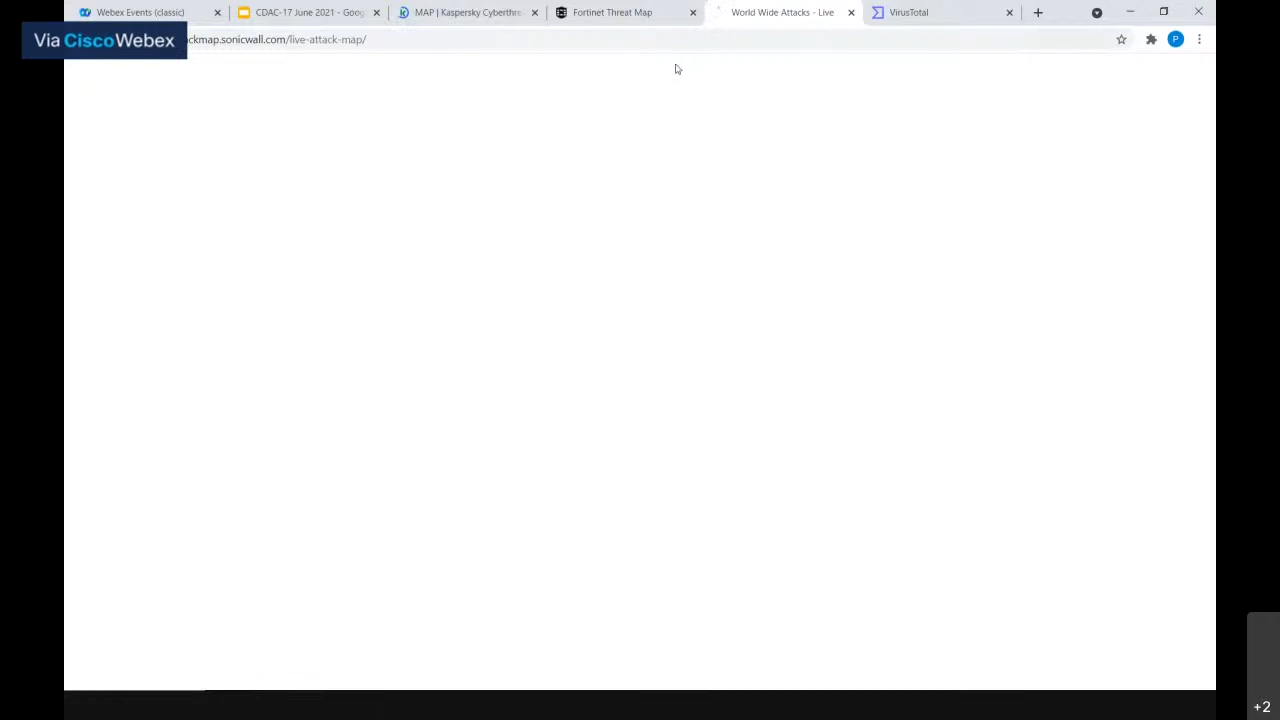 Webex Events (classic)
CDAC-17 June 2021 - Goog
MAP | Kaspersky Cyberthre
Fortinet Threat Map
World Wide Attacks - Live
VirusTotal
Via CiscoWebex
ckmap.sonicwall.com/live-attack-map/
P
+2